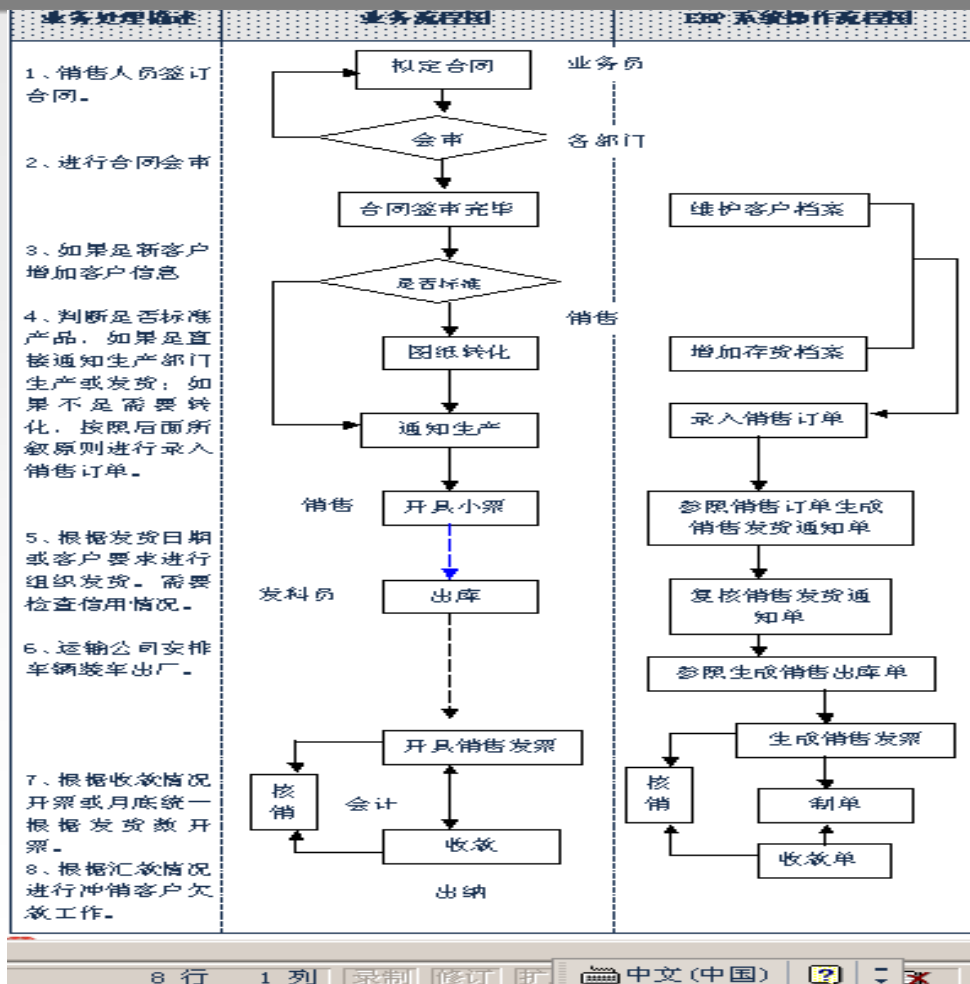 业务处理描述
业务流程图
ERP 系统操作流程图
1、销售人员签订
合同。
2、进行合同会审
3、如果是新客户
增加客户信息
4、判断是否标准
产品，如果是直
接通知生产部门
生产或发货；如
果不是需要转
化，按照后面所
叙原则进行录入
销售订单。
5、根据发货日期
或客户要求进行
组织发货。需要
检查信用情况。
6、运输公司安排
车辆装车出厂。
7、根据收款情况
开票或月底统一
根据发货数开
票。
8、根据汇款情况
进行冲销客户欠
款工作。
拟定合同
业务员
会审
各部门
合同签审完毕
是否标准
销售
图纸转化
通知生产
销售
开具小票
发料员
出库
开具销售发票
核
销
会计
收款
出纳
维护客户档案
增加存货档案
录入销售订单
参照销售订单生成
销售发货通知单
复核销售发货通
知单
参照生成销售出库单
生成销售发票
核
销
制单
收款单
8 行
1 列
录制
修订
扩
中文(中国)